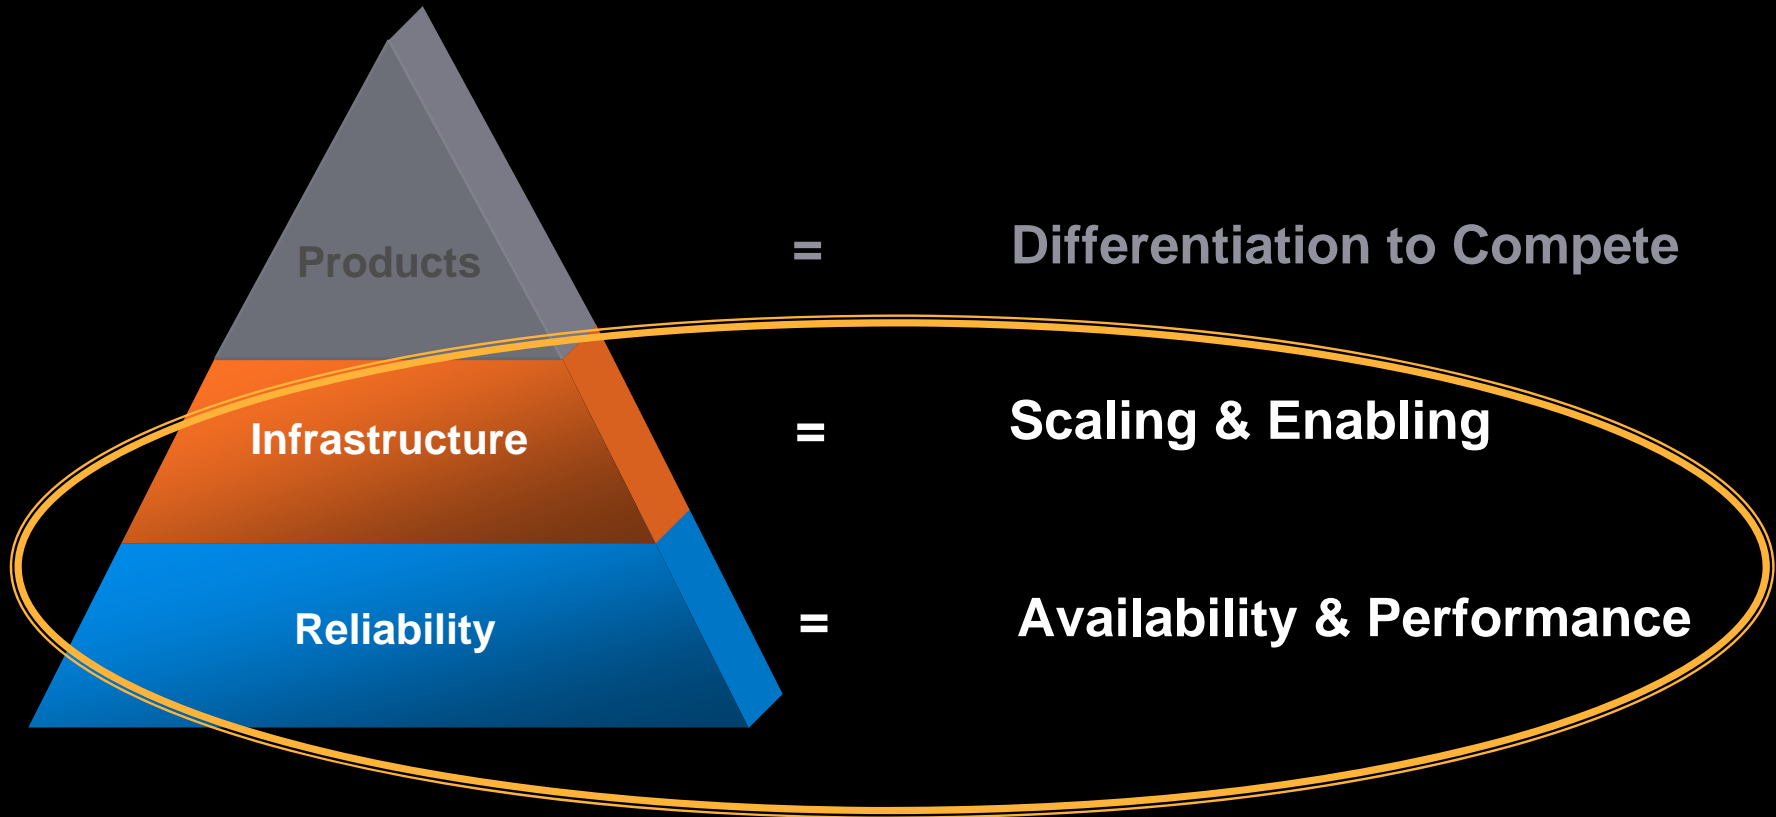 Products = Differentiation to Compete
Infrastructure = Scaling & Enabling
Reliability = Availability & Performance